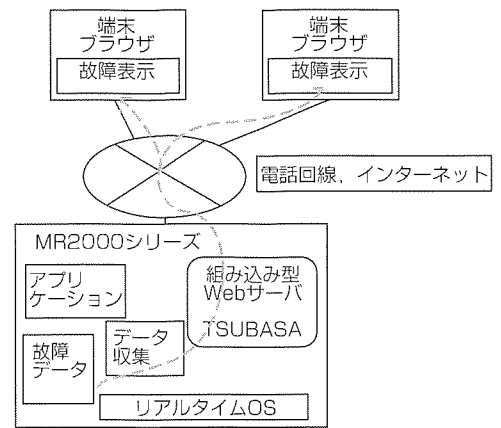 端末
ブラウザ
故障表示
端末
ブラウザ
故障表示
電話回線，インターネット
MR2000シリーズ
アプリ
ケーション
組み込み型
Webサーバ
TSUBASA
データ
収集
故障
データ
リアルタイムOS